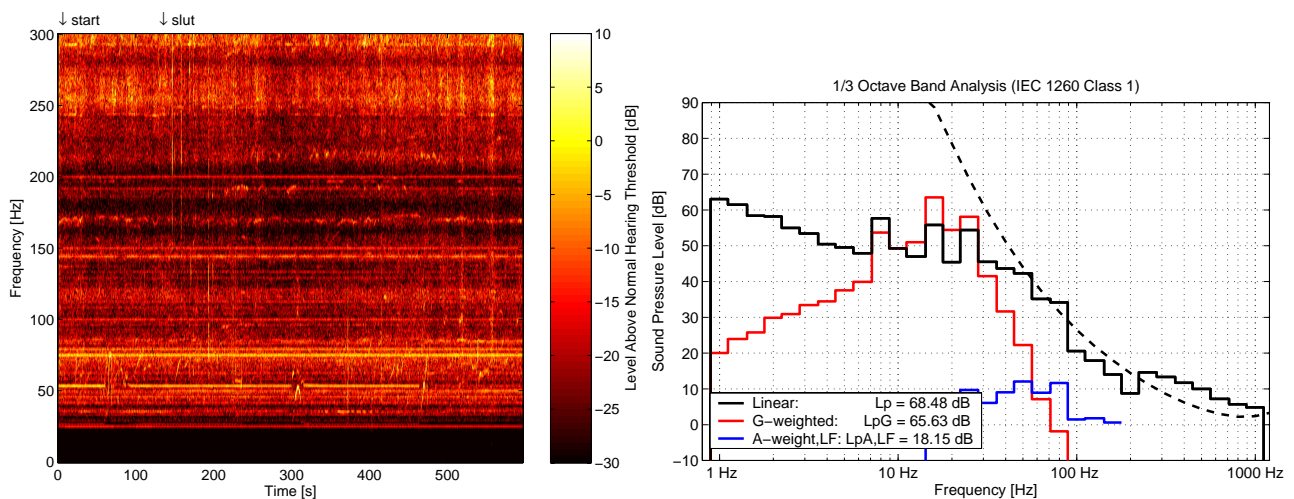 ↓ start
↓ slut
300
250
200
150
100
50
0
Frequency [Hz]
0
100
200
300
400
500
Time [s]
10
5
0
−5
−10
−15
−20
−25
−30
Level Above Normal Hearing Threshold [dB]
1/3 Octave Band Analysis (IEC 1260 Class 1)
90
80
70
60
50
40
30
20
10
0
−10
Sound Pressure Level [dB]
Linear: Lp = 68.48 dB
G−weighted: LpG = 65.63 dB
A−weight,LF: LpA,LF = 18.15 dB
1 Hz
10 Hz
100 Hz
1000 Hz
Frequency [Hz]